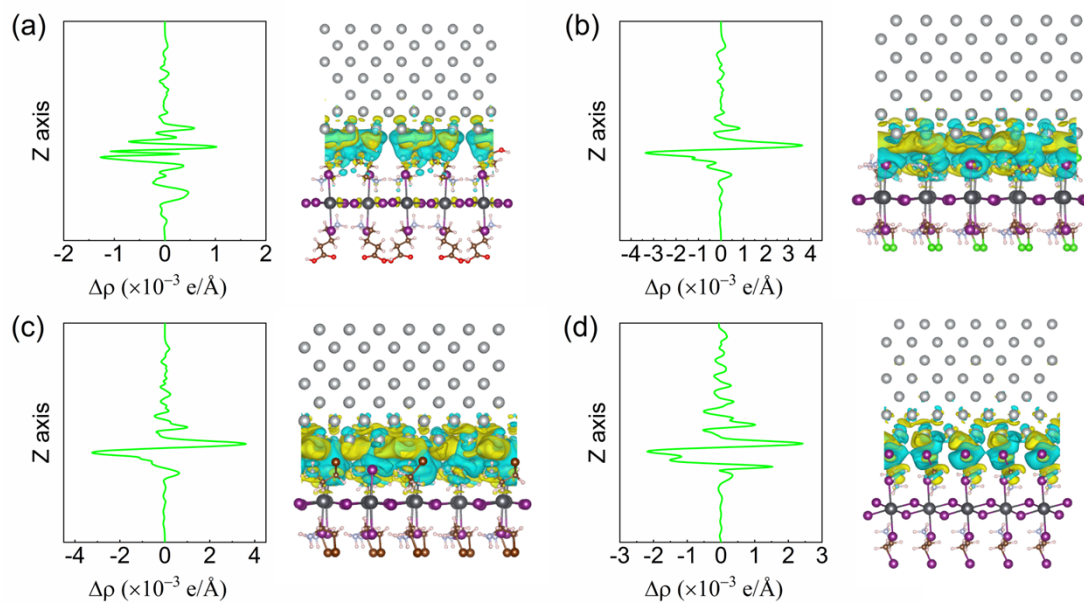 (a)
Z axis
-2 -1 0 1 2
Δρ (×10⁻³ e/Å)
(b)
Z axis
-4 -3 -2 -1 0 1 2 3 4
Δρ (×10⁻³ e/Å)
(c)
Z axis
-4 -2 0 2 4
Δρ (×10⁻³ e/Å)
(d)
Z axis
-3 -2 -1 0 1 2 3
Δρ (×10⁻³ e/Å)